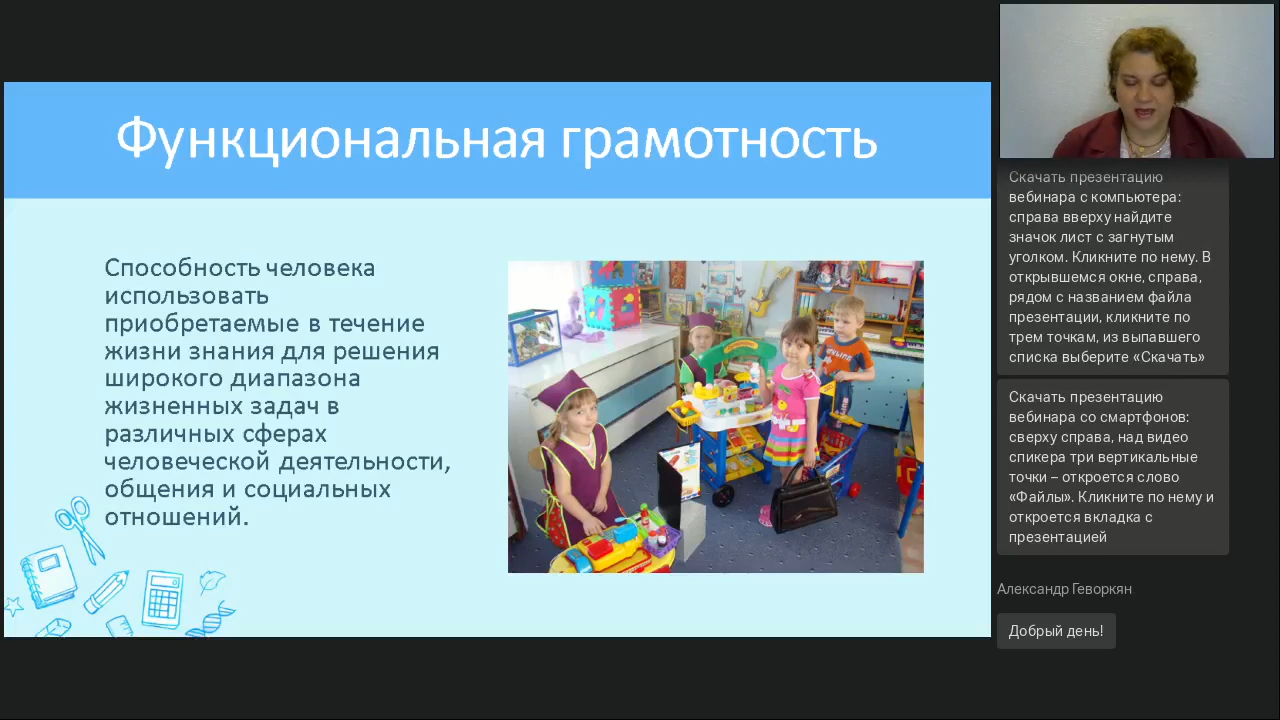 Функциональная грамотность
Способность человека
использовать
приобретаемые в течение
жизни знания для решения
широкого диапазона
жизненных задач в
различных сферах
человеческой деятельности,
общения и социальных
отношений.
Скачать презентацию
вебинара с компьютера:
справа вверху найдите
значок лист с загнутым
уголком. Кликните по нему. В
открывшемся окне, справа,
рядом с названием файла
презентации, кликните по
трем точкам, из выпавшего
списка выберите «Скачать»
Скачать презентацию
вебинара со смартфонов:
сверху справа, над видео
спикера три вертикальные
точки – откроется слово
«Файлы». Кликните по нему и
откроется вкладка с
презентацией
Александр Геворкян
Добрый день!